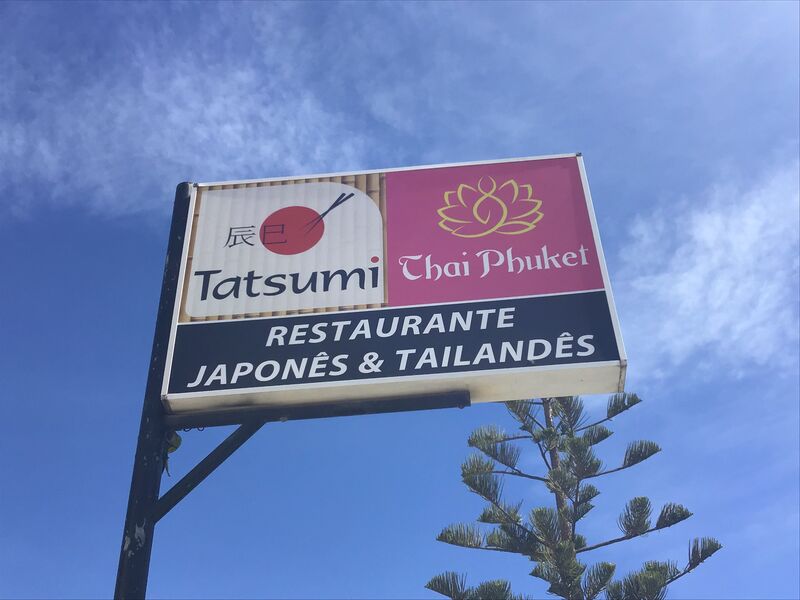 辰巳
Tatsumi
Thai Phuket
RESTAURANTE
JAPONÊS & TAILANDÊS